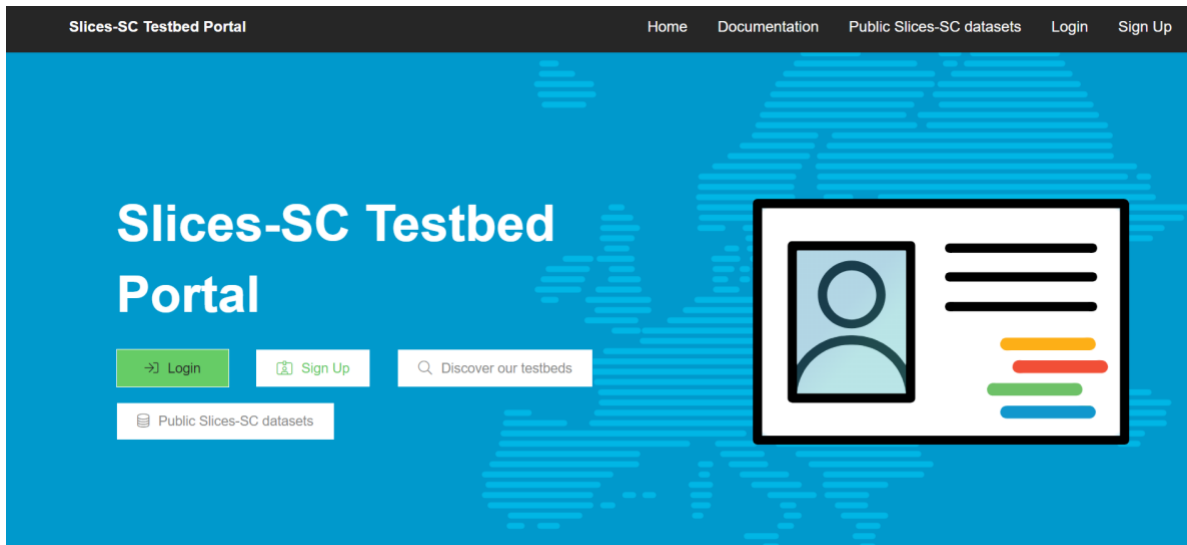 Slices-SC Testbed Portal
Home Documentation Public Slices-SC datasets Login Sign Up
Slices-SC Testbed
Portal
Login Sign Up Discover our testbeds
Public Slices-SC datasets